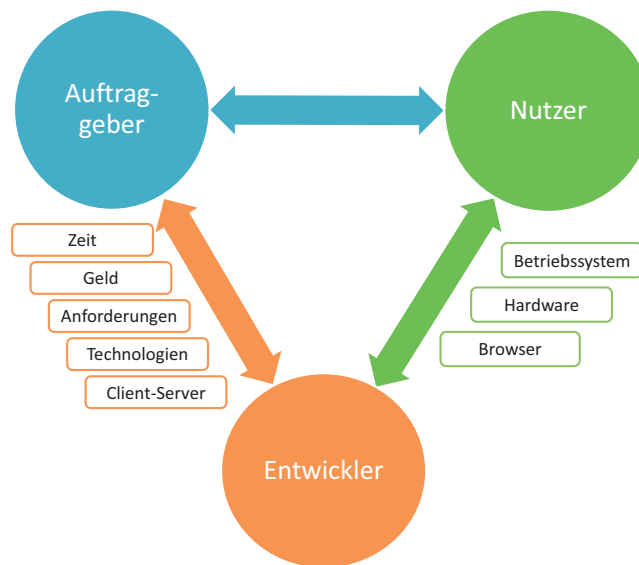 Auftrag-
geber
Nutzer
Zeit
Geld
Anforderungen
Technologien
Client-Server
Betriebssystem
Hardware
Browser
Entwickler